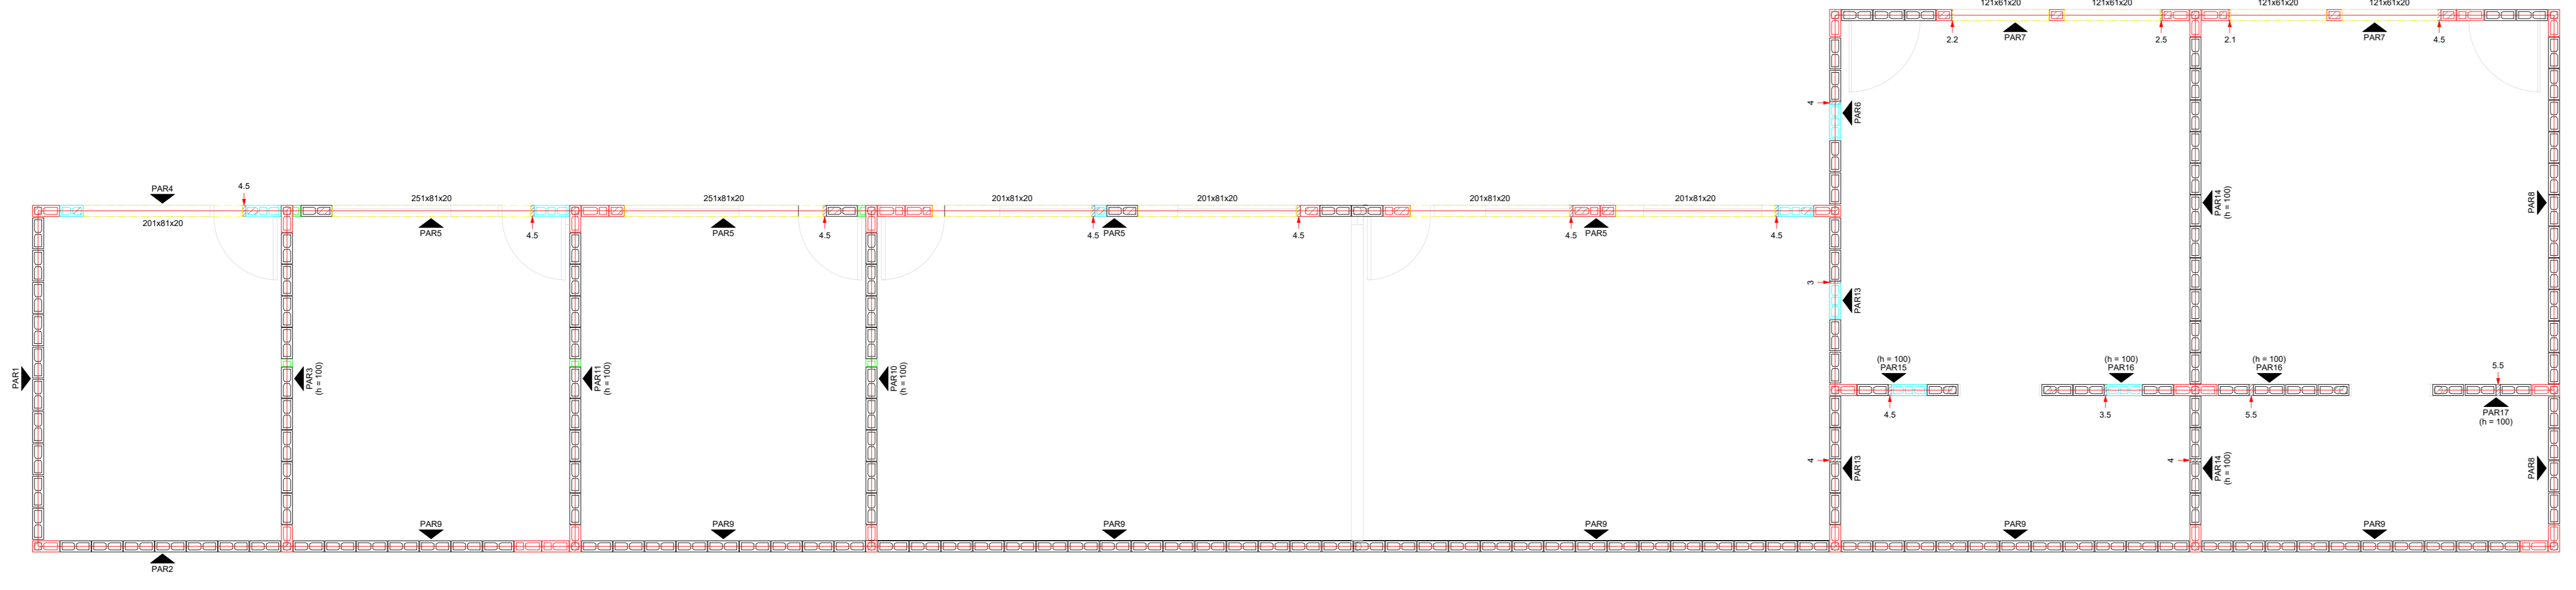 121x61x20
121x61x20
121x61x20
121x61x20
2.2
PAR7
2.5
2.1
PAR7
4.5
4
PAR6
PAR4
4.5
201x81x20
251x81x20
PAR5
4.5
251x81x20
PAR5
4.5
201x81x20
4.5
PAR5
201x81x20
4.5
201x81x20
4.5
PAR5
201x81x20
4.5
PAR14
(h = 100)
PAR8
3
PAR13
PAR1
PAR3
(h = 100)
PAR11
(h = 100)
PAR10
(h = 100)
(h = 100)
PAR15
4.5
(h = 100)
PAR16
3.5
(h = 100)
PAR16
5.5
5.5
PAR17
(h = 100)
4
PAR13
4
PAR14
(h = 100)
PAR8
PAR2
PAR9
PAR9
PAR9
PAR9
PAR9
PAR9